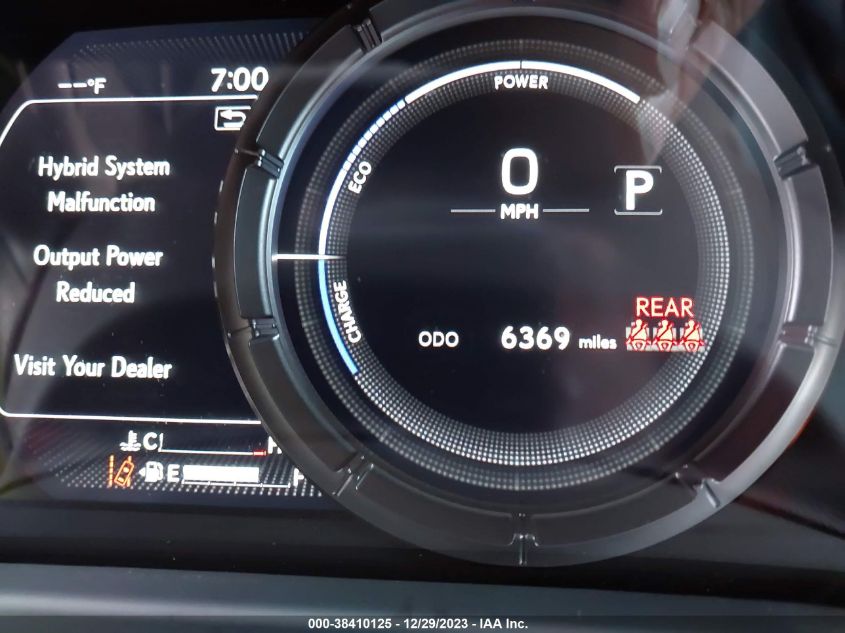 --°F 7:00
Hybrid System
Malfunction
Output Power
Reduced
Visit Your Dealer
C H
E F
POWER
ECO
CHARGE
0
MPH
P
REAR
ODO 6369 miles
000-38410125 - 12/29/2023 - IAA Inc.